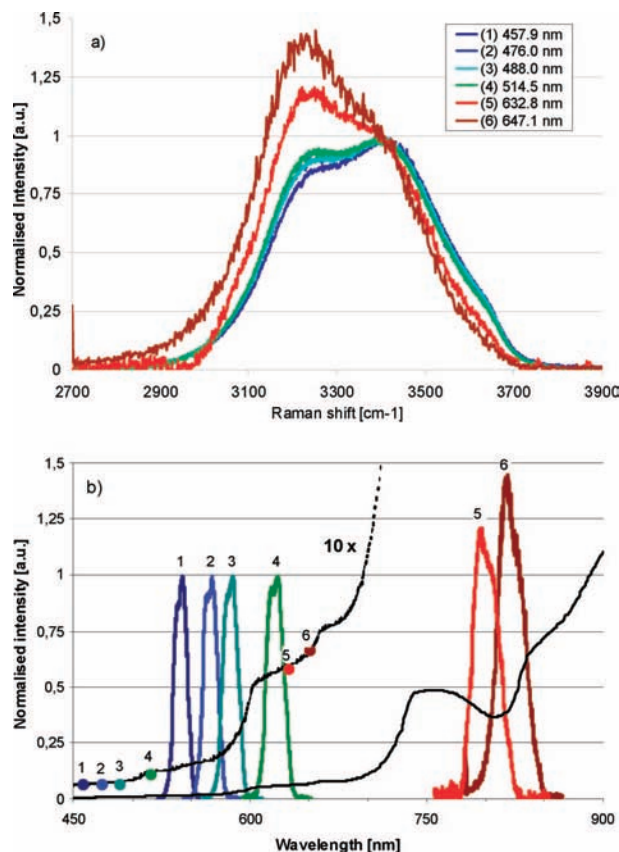 a)
1,5
1,25
1
0,75
0,5
0,25
0
Normalised Intensity [a.u.]
(1) 457.9 nm
(2) 476.0 nm
(3) 488.0 nm
(4) 514.5 nm
(5) 632.8 nm
(6) 647.1 nm
2700 2900 3100 3300 3500 3700 3900
Raman shift [cm-1]
b)
1,5
1,25
1
0,75
0,5
0,25
0
Normalised intensity [a.u.]
6
5
10 x
1 2 3 4
6
5
1 2 3 4
450 600 750 900
Wavelength [nm]